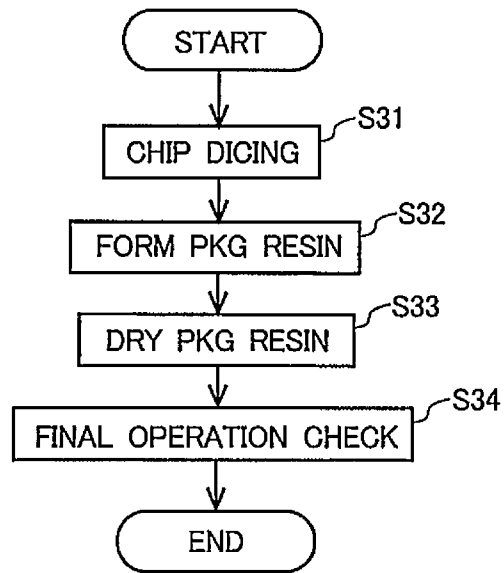 START
S31
CHIP DICING
S32
FORM PKG RESIN
S33
DRY PKG RESIN
S34
FINAL OPERATION CHECK
END